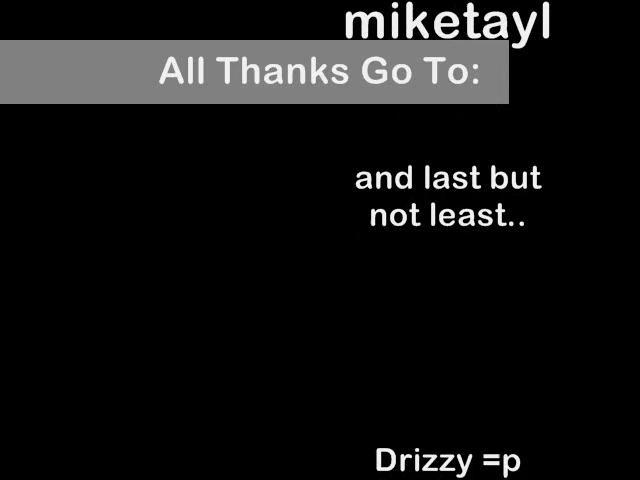 miketayl
All Thanks Go To:
and last but
not least..
Drizzy =p